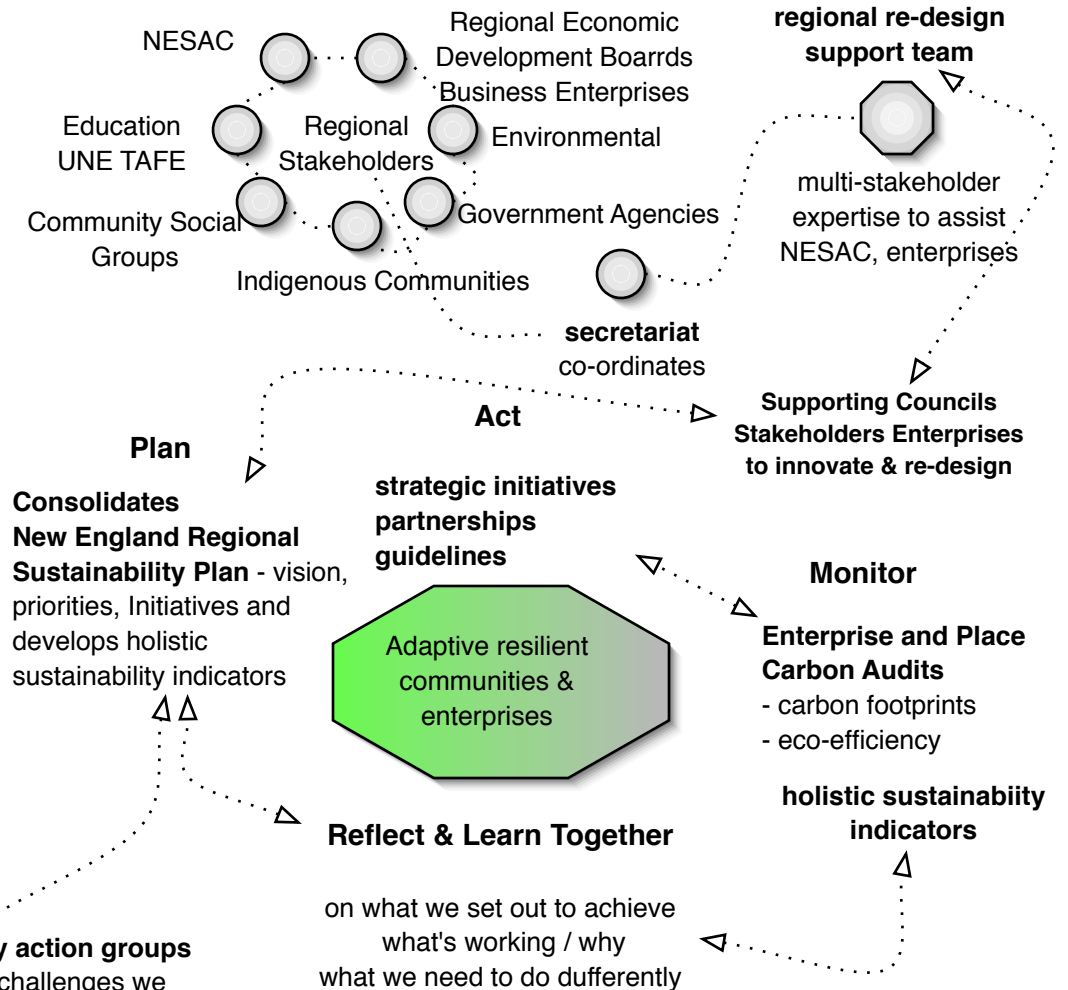 NESAC
Regional Economic
Development Boarrds
Business Enterprises
regional re-design
support team
Education
UNE TAFE
Regional
Stakeholders
Environmental
multi-stakeholder
expertise to assist
NESAC, enterprises
Community Social
Groups
Government Agencies
Indigenous Communities
secretariat
co-ordinates
Supporting Councils
Stakeholders Enterprises
to innovate & re-design
Act
Plan
strategic initiatives
partnerships
guidelines
Consolidates
New England Regional
Sustainability Plan - vision,
priorities, Initiatives and
develops holistic
sustainability indicators
Monitor
Enterprise and Place
Carbon Audits
- carbon footprints
- eco-efficiency
Adaptive resilient
communities &
enterprises
holistic sustainabiity
indicators
Reflect & Learn Together
on what we set out to achieve
what's working / why
what we need to do dufferently
y action groups
challenges we